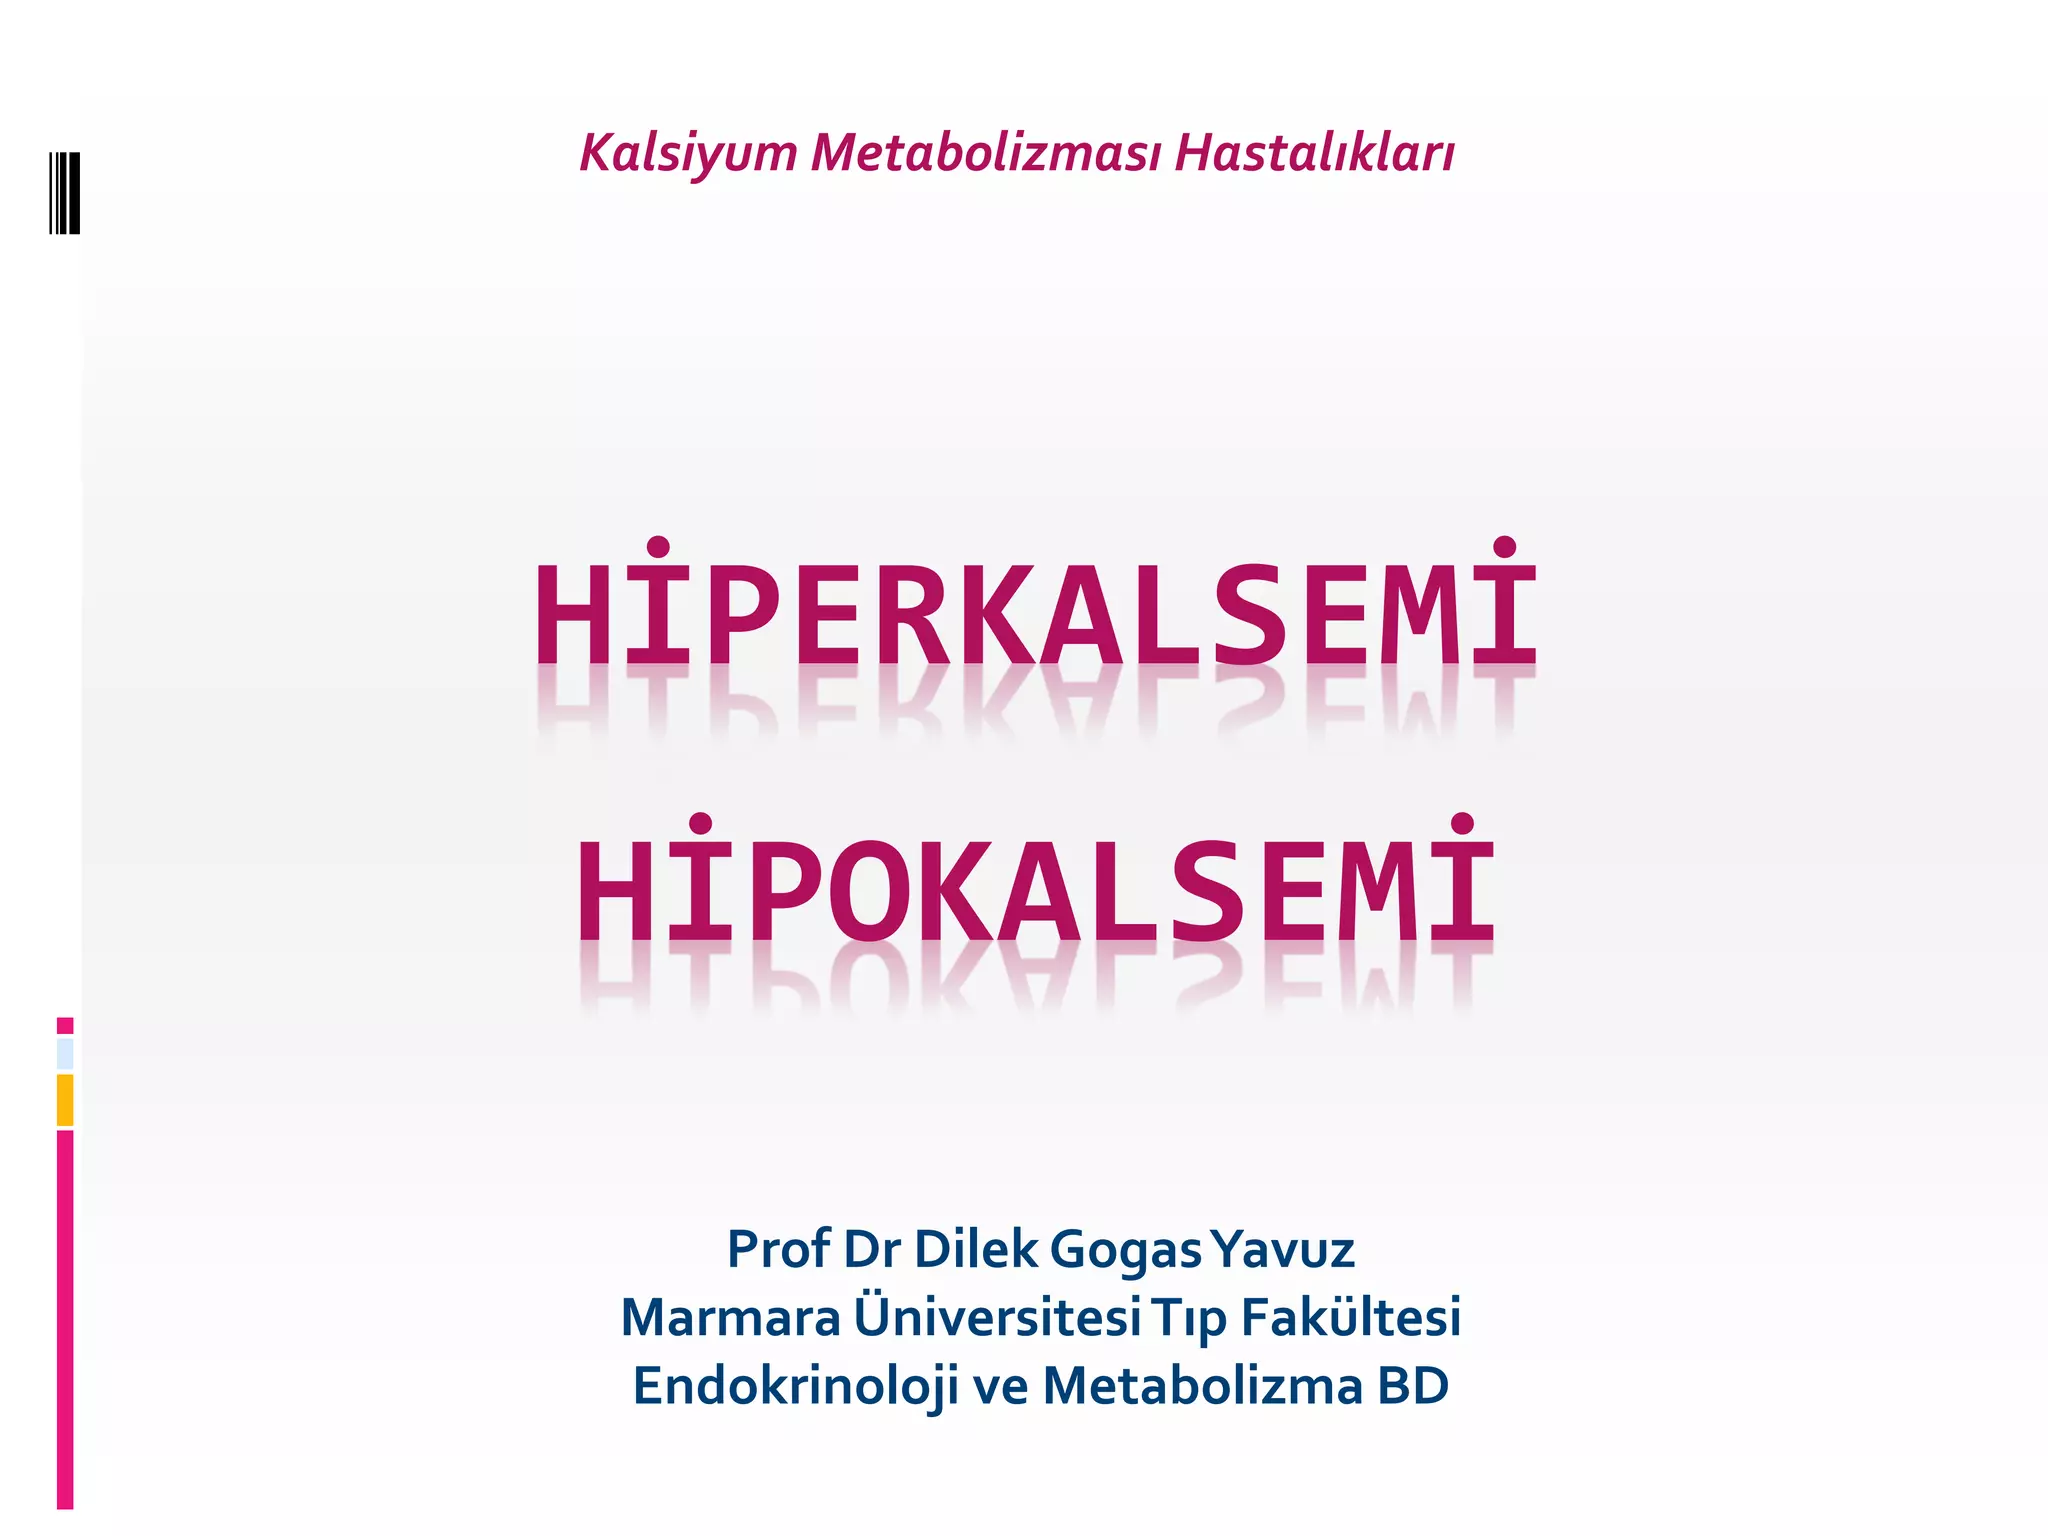 Kalsiyum Metabolizması Hastalıkları
HİPERKALSEMİ
HİPOKALSEMİ
Prof Dr Dilek Gogas Yavuz
Marmara Üniversitesi Tıp Fakültesi
Endokrinoloji ve Metabolizma BD